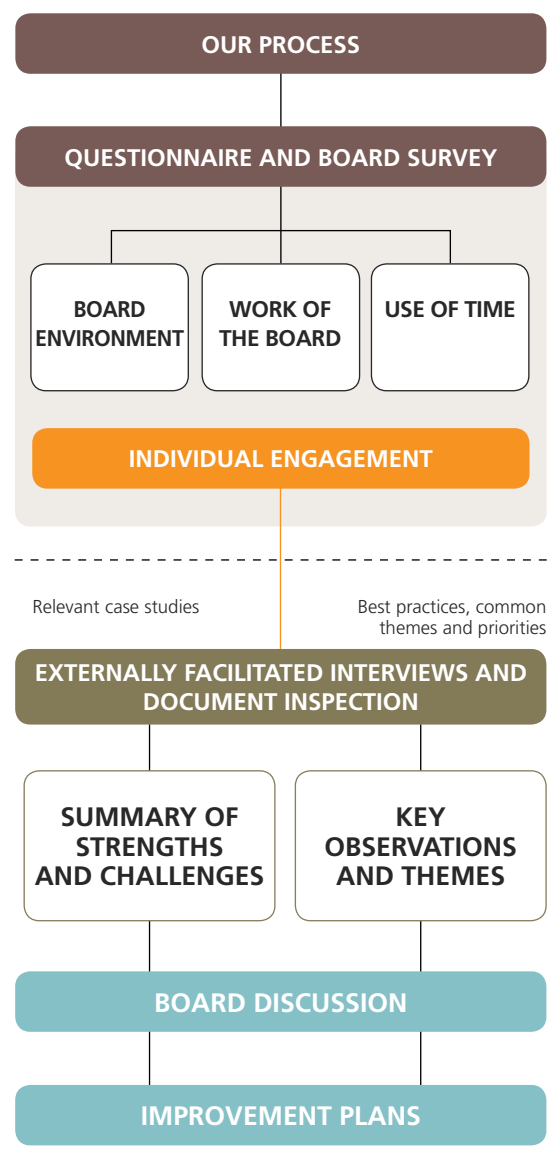 OUR PROCESS
QUESTIONNAIRE AND BOARD SURVEY
BOARD
ENVIRONMENT
WORK OF
THE BOARD
USE OF TIME
INDIVIDUAL ENGAGEMENT
Relevant case studies
Best practices, common
themes and priorities
EXTERNALLY FACILITATED INTERVIEWS AND
DOCUMENT INSPECTION
SUMMARY OF
STRENGTHS
AND CHALLENGES
KEY
OBSERVATIONS
AND THEMES
BOARD DISCUSSION
IMPROVEMENT PLANS